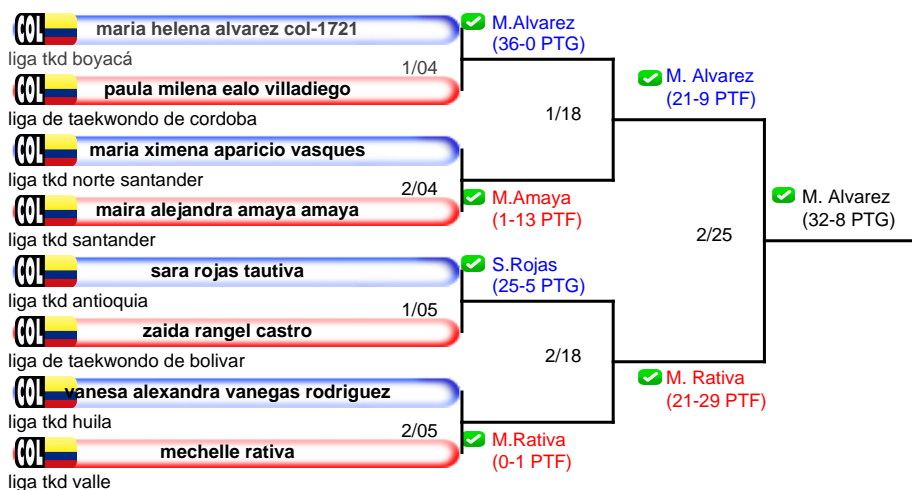 COL maria helena alvarez col-1721
liga tkd boyacá
1/04
COL paula milena ealo villadiego
liga de taekwondo de cordoba
COL maria ximena aparicio vasques
liga tkd norte santander
2/04
COL maira alejandra amaya amaya
liga tkd santander
COL sara rojas tautiva
liga tkd antioquia
1/05
COL zaida rangel castro
liga de taekwondo de bolivar
COL vanesa alexandra vanegas rodriguez
liga tkd huila
2/05
COL mechelle rativa
liga tkd valle
M.Alvarez
(36-0 PTG)
1/18
M.Amaya
(1-13 PTF)
S.Rojas
(25-5 PTG)
2/18
M.Rativa
(0-1 PTF)
M. Alvarez
(21-9 PTF)
2/25
M. Rativa
(21-29 PTF)
M. Alvarez
(32-8 PTG)